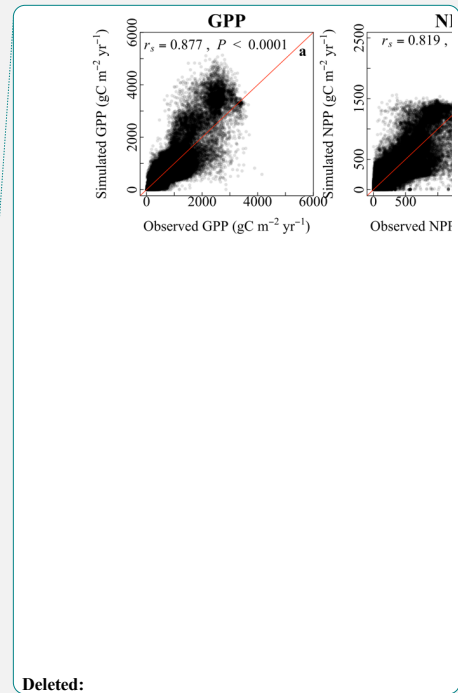 GPP
r_s = 0.877 , P < 0.0001
a
Simulated GPP (gC m⁻² yr⁻¹)
6000
4000
2000
0
0 2000 4000 6000
Observed GPP (gC m⁻² yr⁻¹)
r_s = 0.819 ,
Simulated NPP (gC m⁻² yr⁻¹)
2500
1500
500
0
0 500
Observed
Deleted: